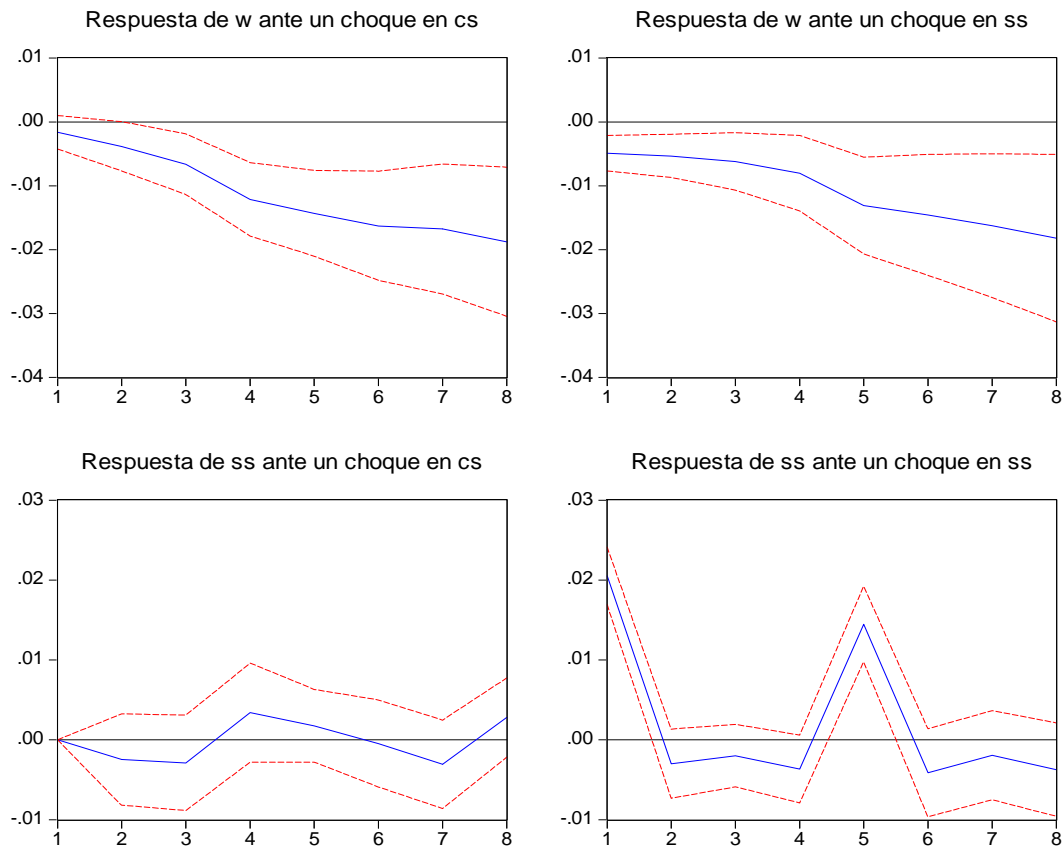 Respuesta de w ante un choque en cs
.01
.00
-.01
-.02
-.03
-.04
1 2 3 4 5 6 7 8
Respuesta de w ante un choque en ss
.01
.00
-.01
-.02
-.03
-.04
1 2 3 4 5 6 7 8
Respuesta de ss ante un choque en cs
.03
.02
.01
.00
-.01
1 2 3 4 5 6 7 8
Respuesta de ss ante un choque en ss
.03
.02
.01
.00
-.01
1 2 3 4 5 6 7 8